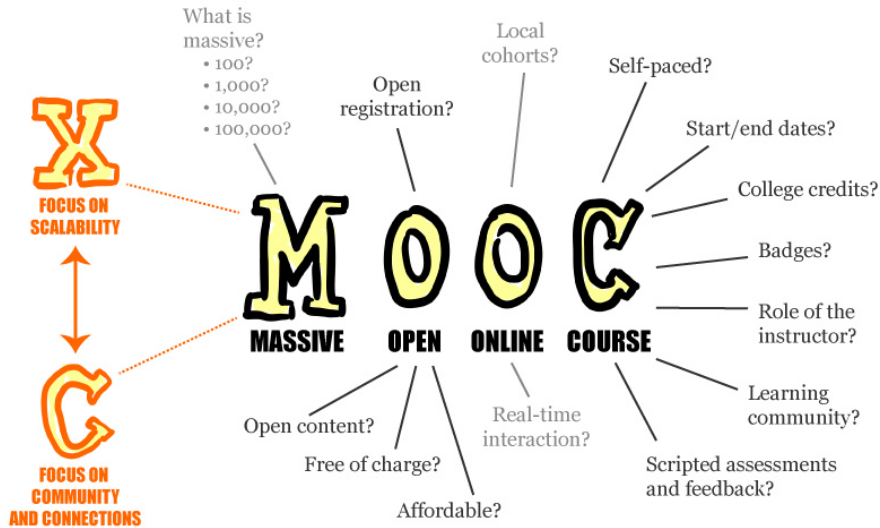 What is
massive?
• 100?
• 1,000?
• 10,000?
• 100,000?
Open
registration?
Local
cohorts?
Self-paced?
Start/end dates?
College credits?
Badges?
Role of the
instructor?
Learning
community?
Scripted assessments
and feedback?
X
FOCUS ON
SCALABILITY
C
FOCUS ON
COMMUNITY
AND CONNECTIONS
MOOC
MASSIVE OPEN ONLINE COURSE
Open content?
Free of charge?
Affordable?
Real-time
interaction?